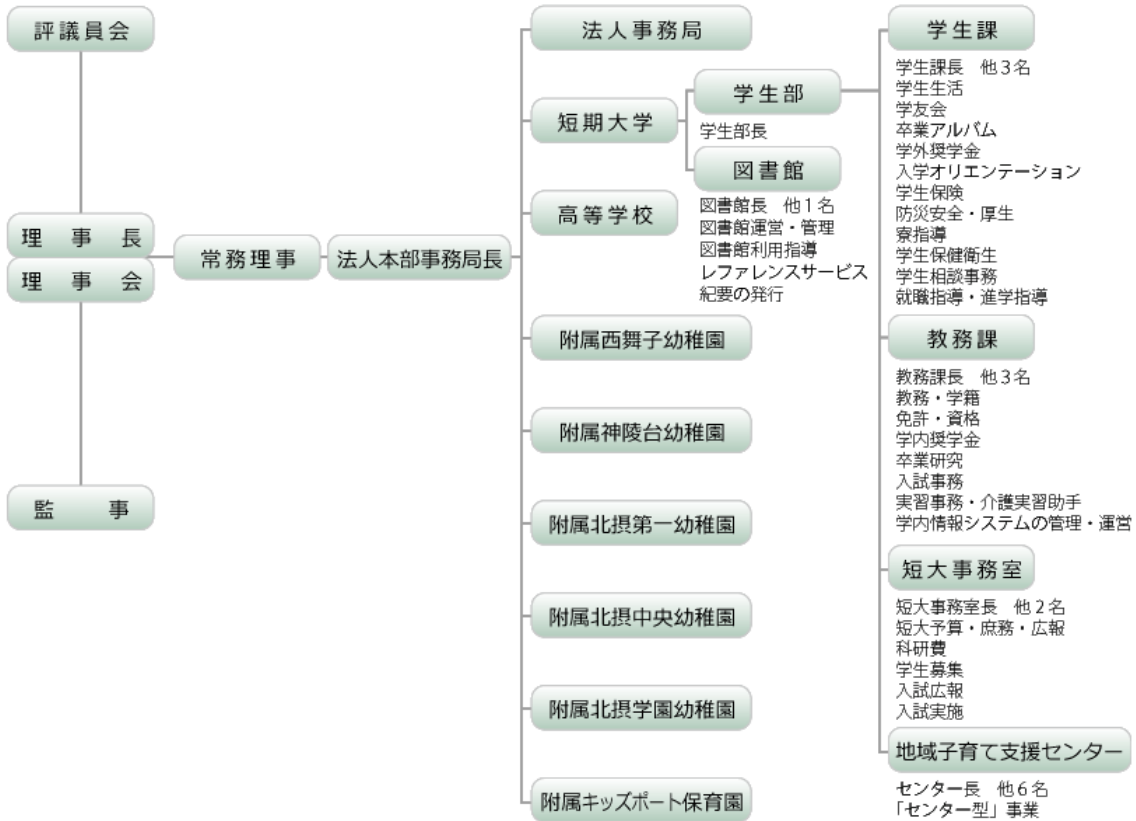 評議員会
理事長
理事会
監事
常務理事
法人本部事務局長
法人事務局
短期大学
高等学校
附属西舞子幼稚園
附属神陵台幼稚園
附属北摂第一幼稚園
附属北摂中央幼稚園
附属北摂学園幼稚園
附属キッズポート保育園
学生部
学生部長
図書館
図書館長　他1名
図書館運営・管理
図書館利用指導
レファレンスサービス
紀要の発行
学生課
学生課長　他3名
学生生活
学友会
卒業アルバム
学外奨学金
入学オリエンテーション
学生保険
防災安全・厚生
寮指導
学生保健衛生
学生相談事務
就職指導・進学指導
教務課
教務課長　他3名
教務・学籍
免許・資格
学内奨学金
卒業研究
入試事務
実習事務・介護実習助手
学内情報システムの管理・運営
短大事務室
短大事務室長　他2名
短大予算・庶務・広報
科研費
学生募集
入試広報
入試実施
地域子育て支援センター
センター長　他6名
「センター型」事業